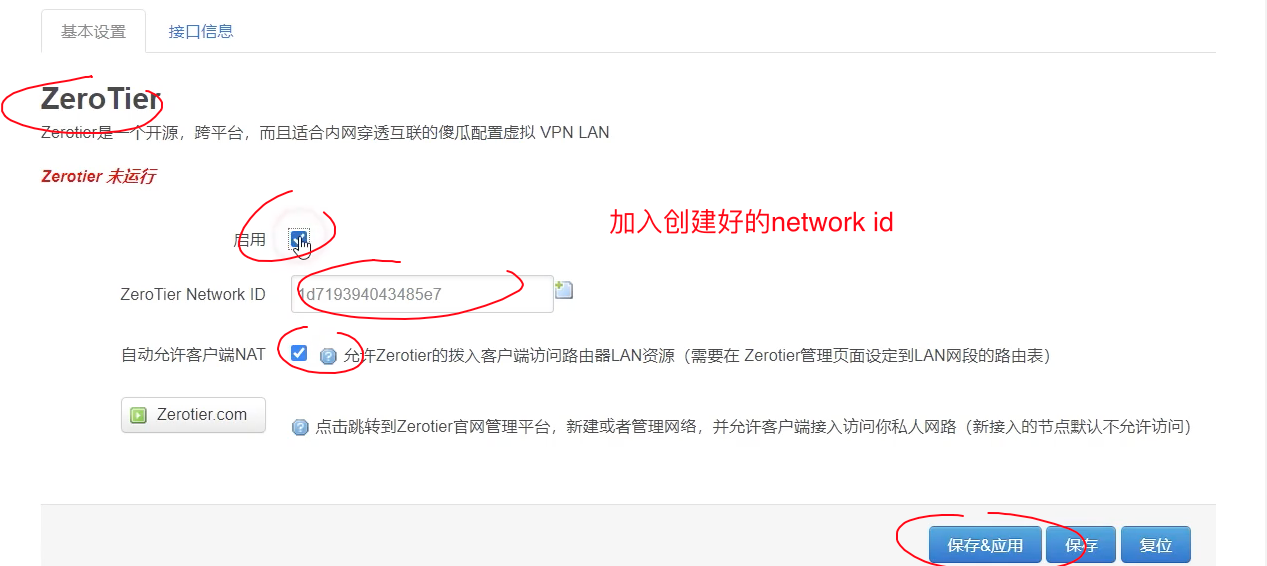 基本设置 接口信息
ZeroTier
Zerotier是一个开源，跨平台，而且适合内网穿透互联的傻瓜配置虚拟 VPN LAN
Zerotier 未运行
加入创建好的network id
启用
ZeroTier Network ID 1d719394043485e7
自动允许客户端NAT 允许Zerotier的拨入客户端访问路由器LAN资源（需要在 Zerotier管理页面设定到LAN网段的路由表）
Zerotier.com 点击跳转到Zerotier官网管理平台，新建或者管理网络，并允许客户端接入访问你私人网路（新接入的节点默认不允许访问）
保存&应用 保存 复位